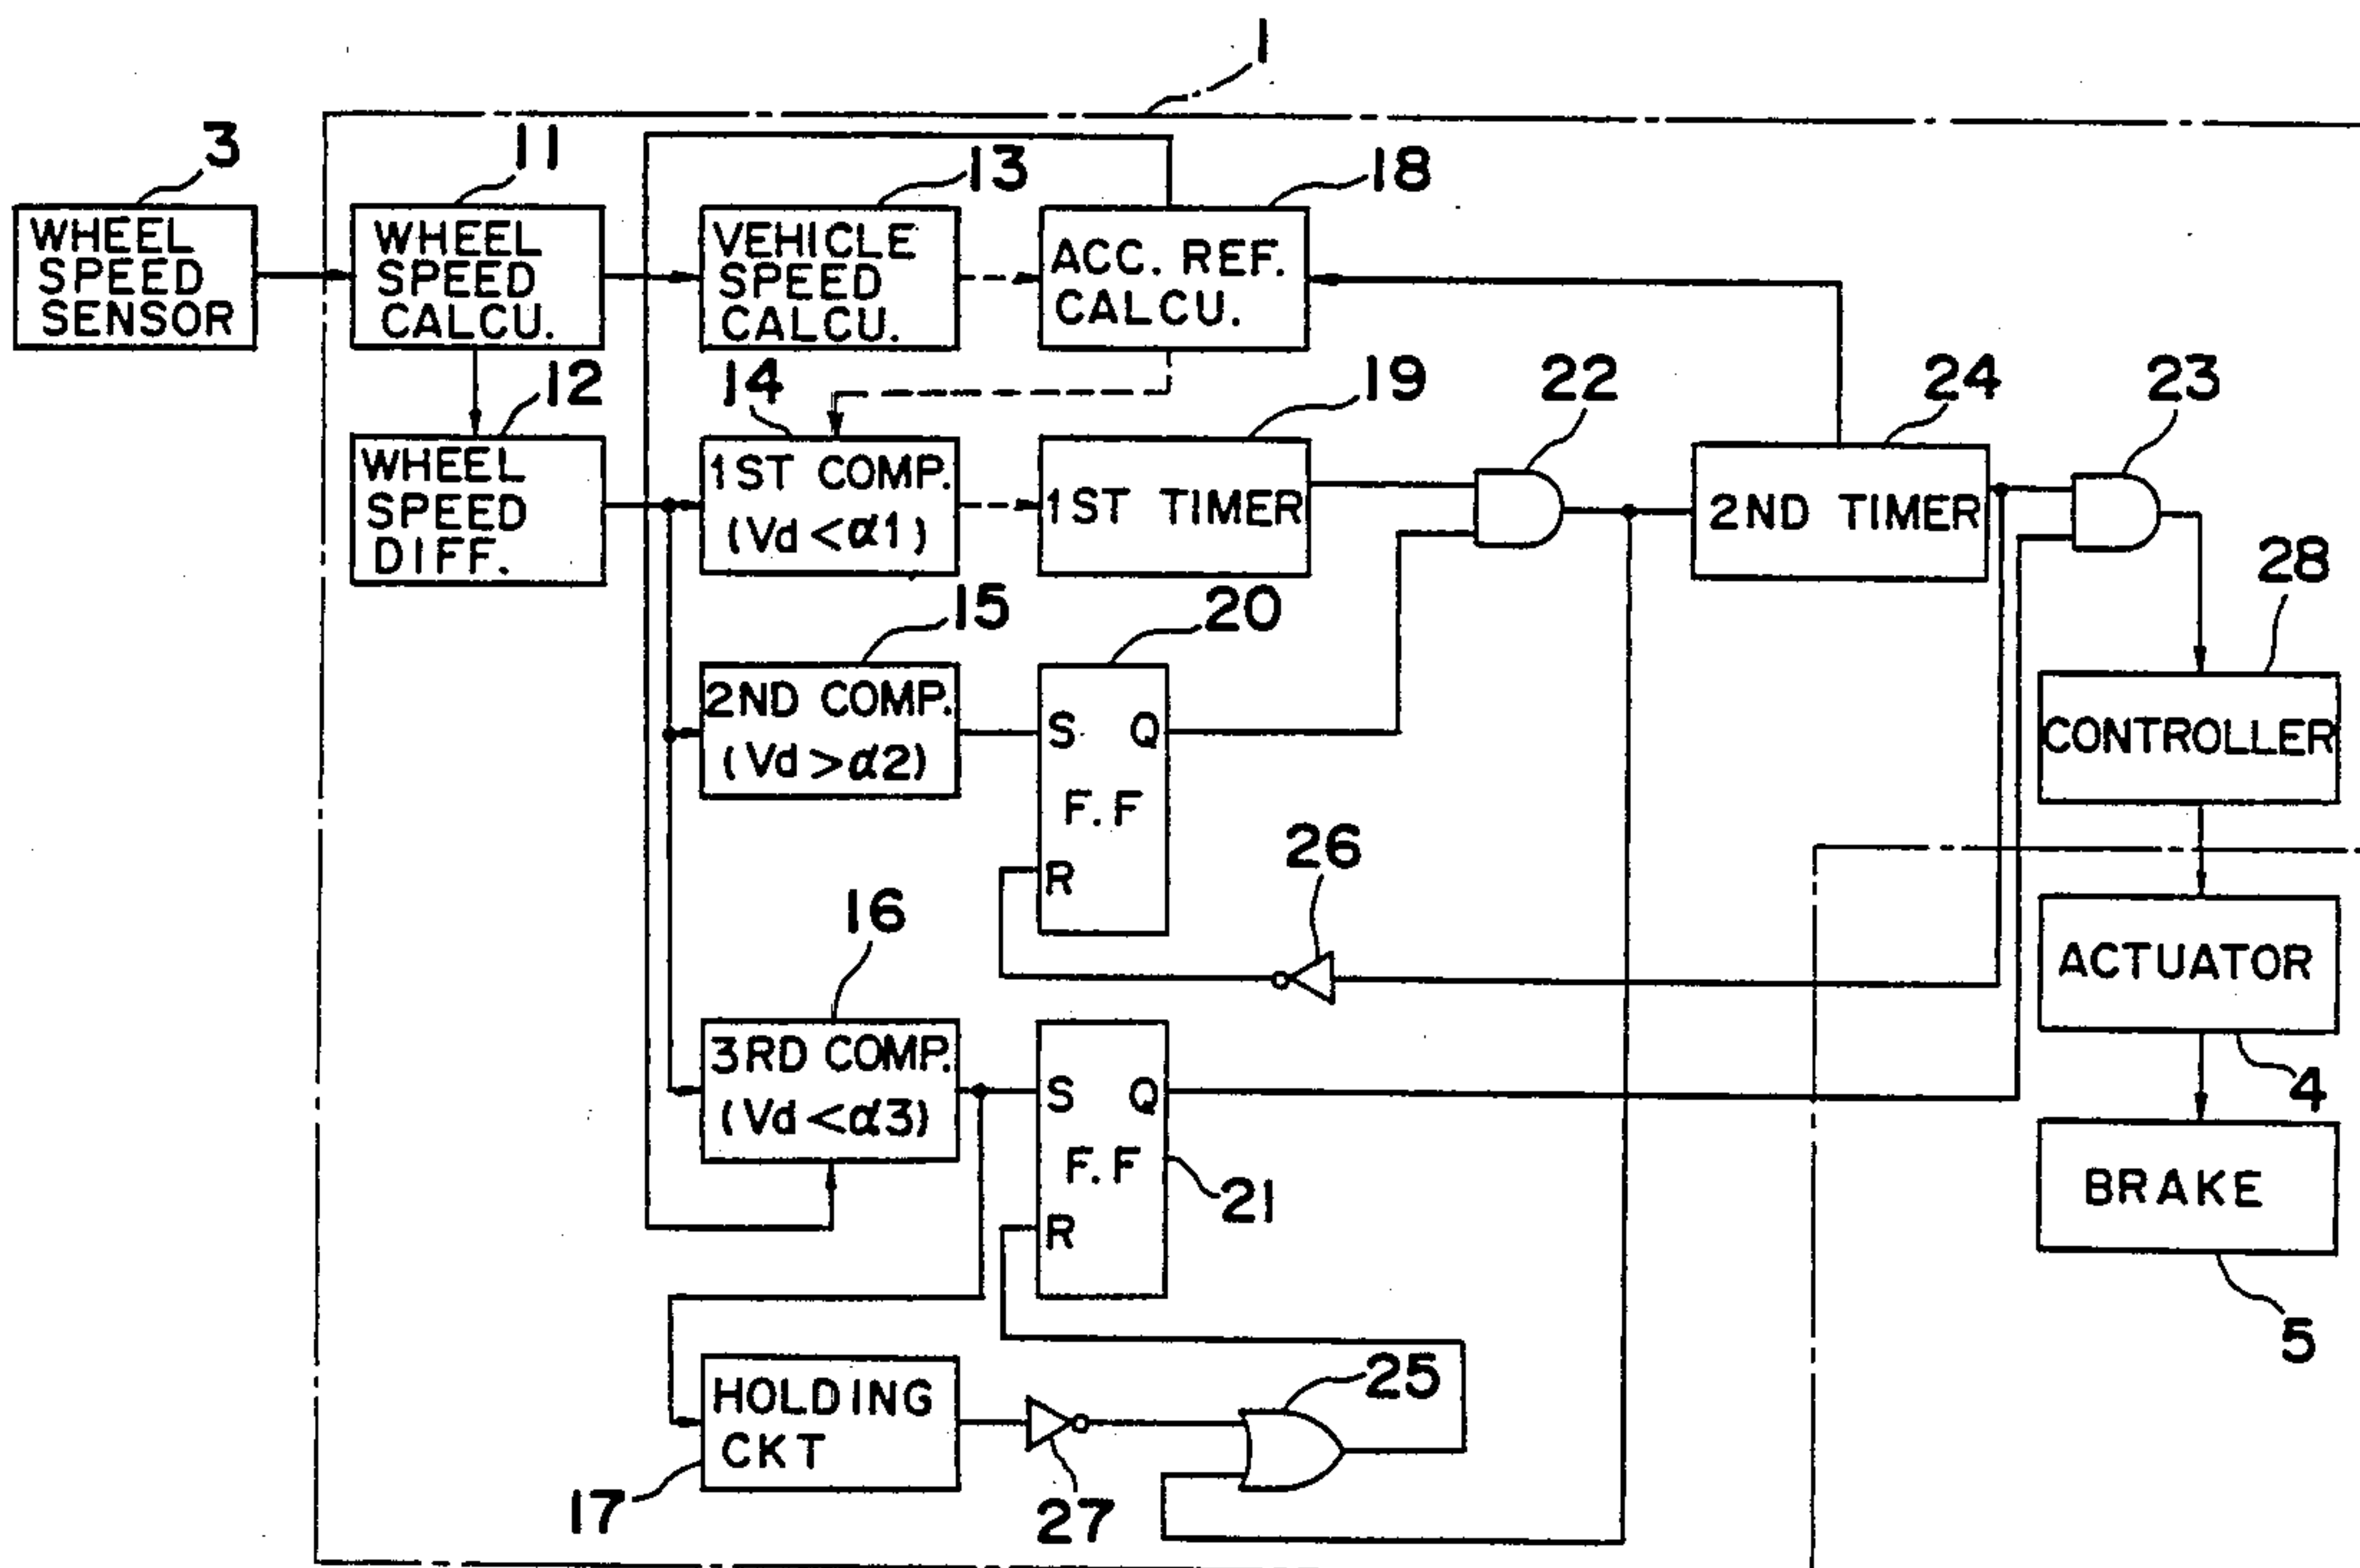 1
3
11
13
18
WHEEL
SPEED
SENSOR
WHEEL
SPEED
CALCU.
VEHICLE
SPEED
CALCU.
ACC. REF.
CALCU.
12
14
19
22
24
23
WHEEL
SPEED
DIFF.
1ST COMP.
(Vd<α1)
1ST TIMER
2ND TIMER
28
15
20
2ND COMP.
(Vd>α2)
S Q
F.F
R
CONTROLLER
26
16
ACTUATOR
4
3RD COMP.
(Vd<α3)
S Q
F.F
R
21
BRAKE
5
HOLDING
CKT
17
27
25